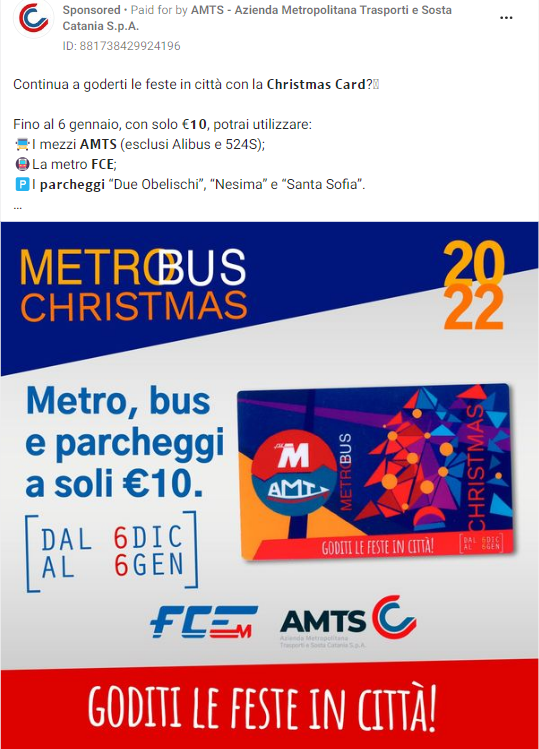 Sponsored • Paid for by AMTS - Azienda Metropolitana Trasporti e Sosta
Catania S.p.A.
ID: 881738429924196
Continua a goderti le feste in città con la Christmas Card?
Fino al 6 gennaio, con solo €10, potrai utilizzare:
I mezzi AMTS (esclusi Alibus e 524S);
La metro FCE;
P I parcheggi “Due Obelischi”, “Nesima” e “Santa Sofia”.
...
METROBUS
CHRISTMAS
20
22
Metro, bus
e parcheggi
a soli €10.
DAL 6DIC
AL 6GEN
M
AMT
METROBUS
CHRISTMAS
GODITI LE FESTE IN CITTÀ!
DAL 6DIC
AL 6GEN
FCE M
AMTS
Azienda Metropolitana
Trasporti e Sosta Catania S.p.A.
GODITI LE FESTE IN CITTÀ!